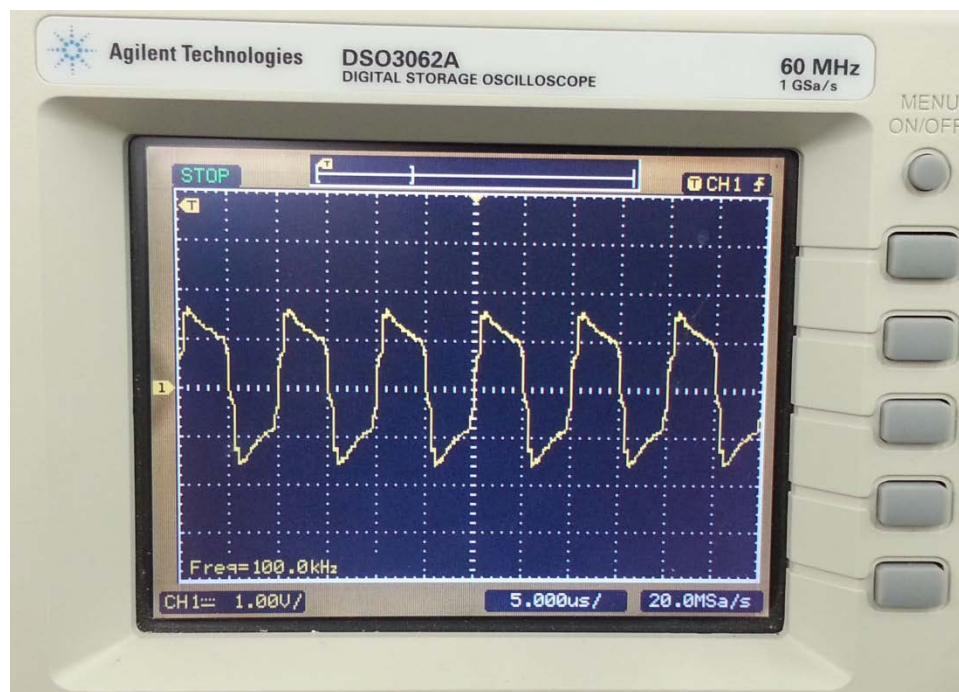 Agilent Technologies
DSO3062A
DIGITAL STORAGE OSCILLOSCOPE
60 MHz
1 GSa/s
MENU
ON/OFF
STOP
T
T CH1
T
1
Freq=100.0kHz
CH1 1.00V/
5.000us/
20.0MSa/s